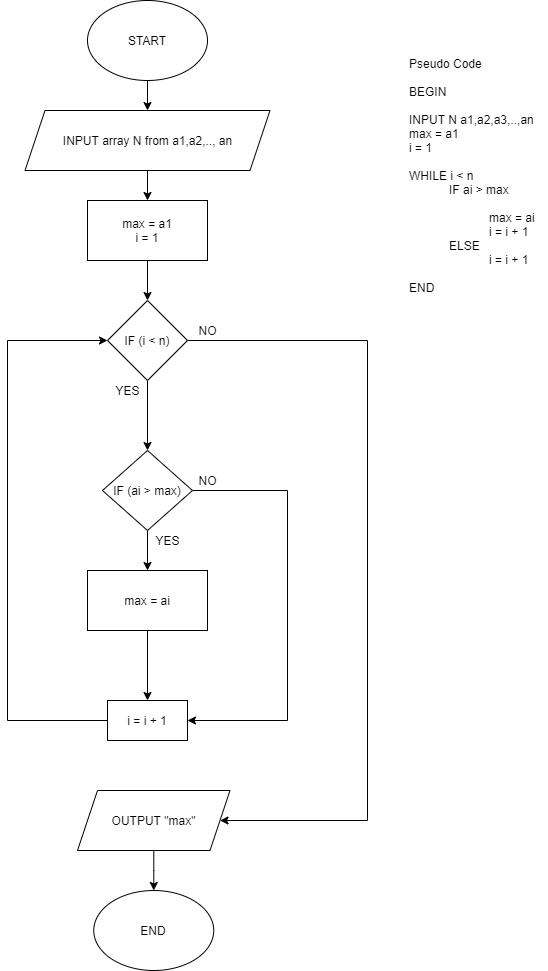 START
INPUT array N from a1,a2,.., an
max = a1
i = 1
IF (i < n)
NO
YES
IF (ai > max)
NO
YES
max = ai
i = i + 1
OUTPUT "max"
END
Pseudo Code
BEGIN
INPUT N a1,a2,a3,..,an
max = a1
i = 1
WHILE i < n
IF ai > max
max = ai
i = i + 1
ELSE
i = i + 1
END